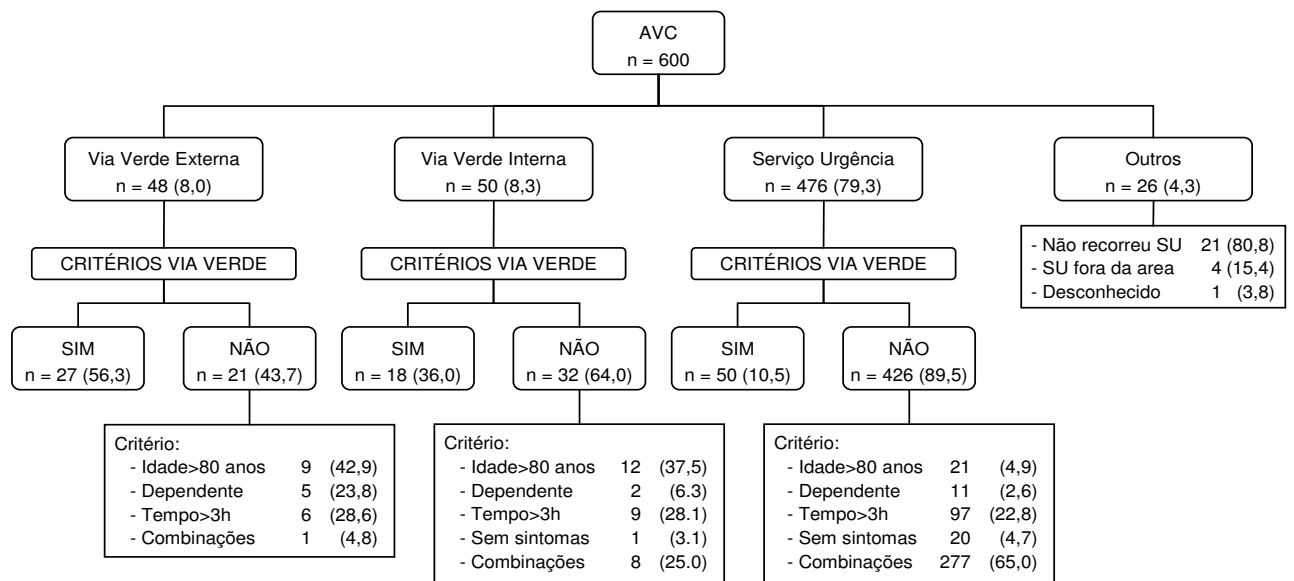 AVC
n = 600
Via Verde Externa
n = 48 (8,0)
Via Verde Interna
n = 50 (8,3)
Serviço Urgência
n = 476 (79,3)
Outros
n = 26 (4,3)
- Não recorreu SU 21 (80,8)
- SU fora da area 4 (15,4)
- Desconhecido 1 (3,8)
CRITÉRIOS VIA VERDE
CRITÉRIOS VIA VERDE
CRITÉRIOS VIA VERDE
SIM
n = 27 (56,3)
NÃO
n = 21 (43,7)
SIM
n = 18 (36,0)
NÃO
n = 32 (64,0)
SIM
n = 50 (10,5)
NÃO
n = 426 (89,5)
Critério:
- Idade>80 anos 9 (42,9)
- Dependente 5 (23,8)
- Tempo>3h 6 (28,6)
- Combinações 1 (4,8)
Critério:
- Idade>80 anos 12 (37,5)
- Dependente 2 (6.3)
- Tempo>3h 9 (28.1)
- Sem sintomas 1 (3.1)
- Combinações 8 (25.0)
Critério:
- Idade>80 anos 21 (4,9)
- Dependente 11 (2,6)
- Tempo>3h 97 (22,8)
- Sem sintomas 20 (4,7)
- Combinações 277 (65,0)